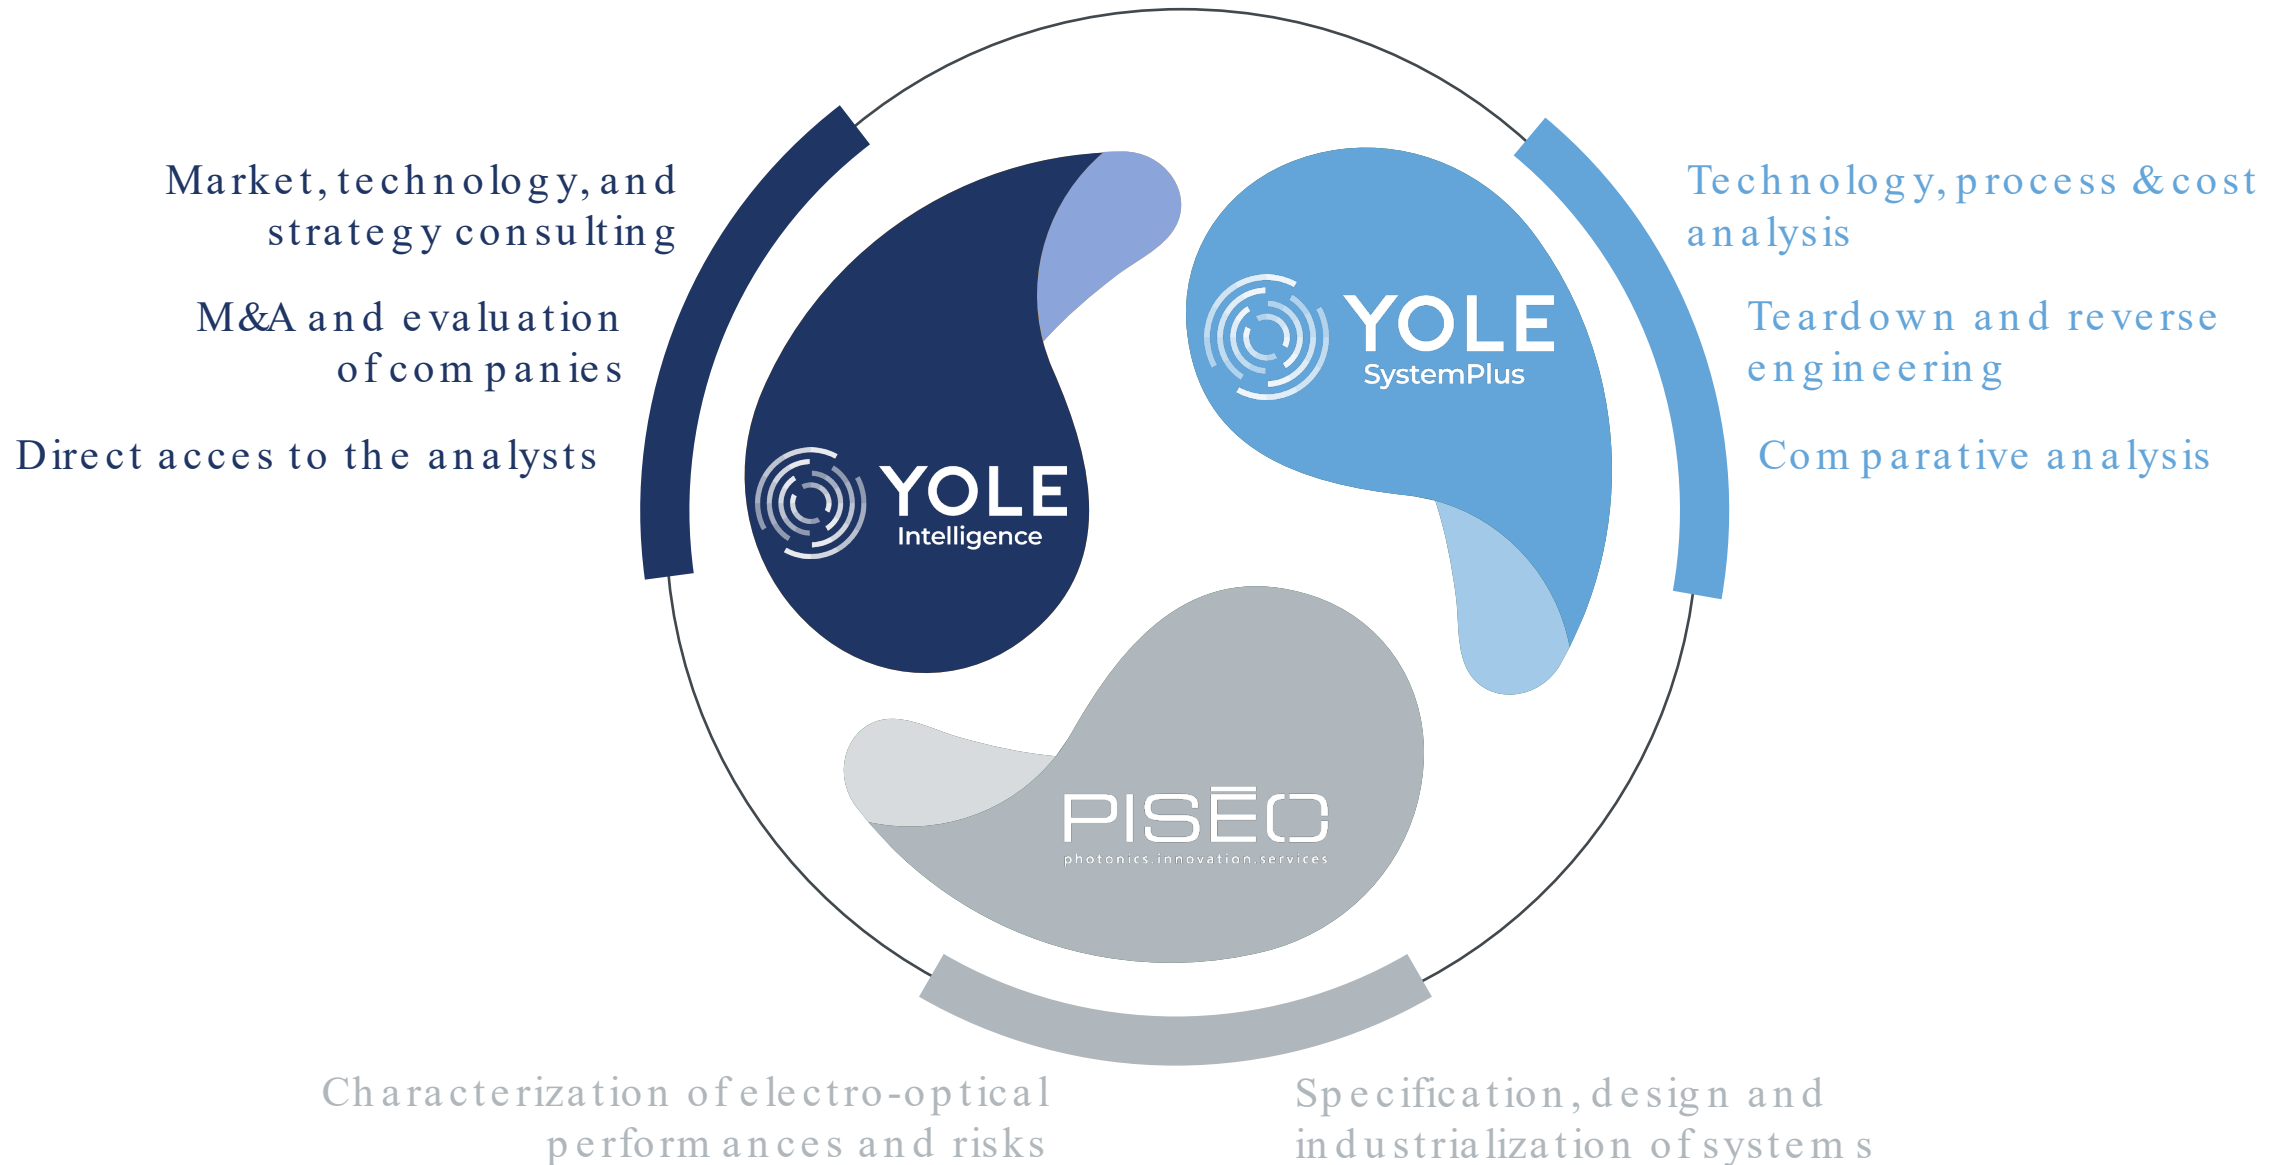 Market, technology, and
strategy consulting
M&A and evaluation
of companies
Direct acces to the analysts
YOLE
Intelligence
YOLE
SystemPlus
Technology, process & cost
analysis
Teardown and reverse
engineering
Comparative analysis
PISĒO
photonics.innovation.services
Characterization of electro-optical
performances and risks
Specification, design and
industrialization of systems